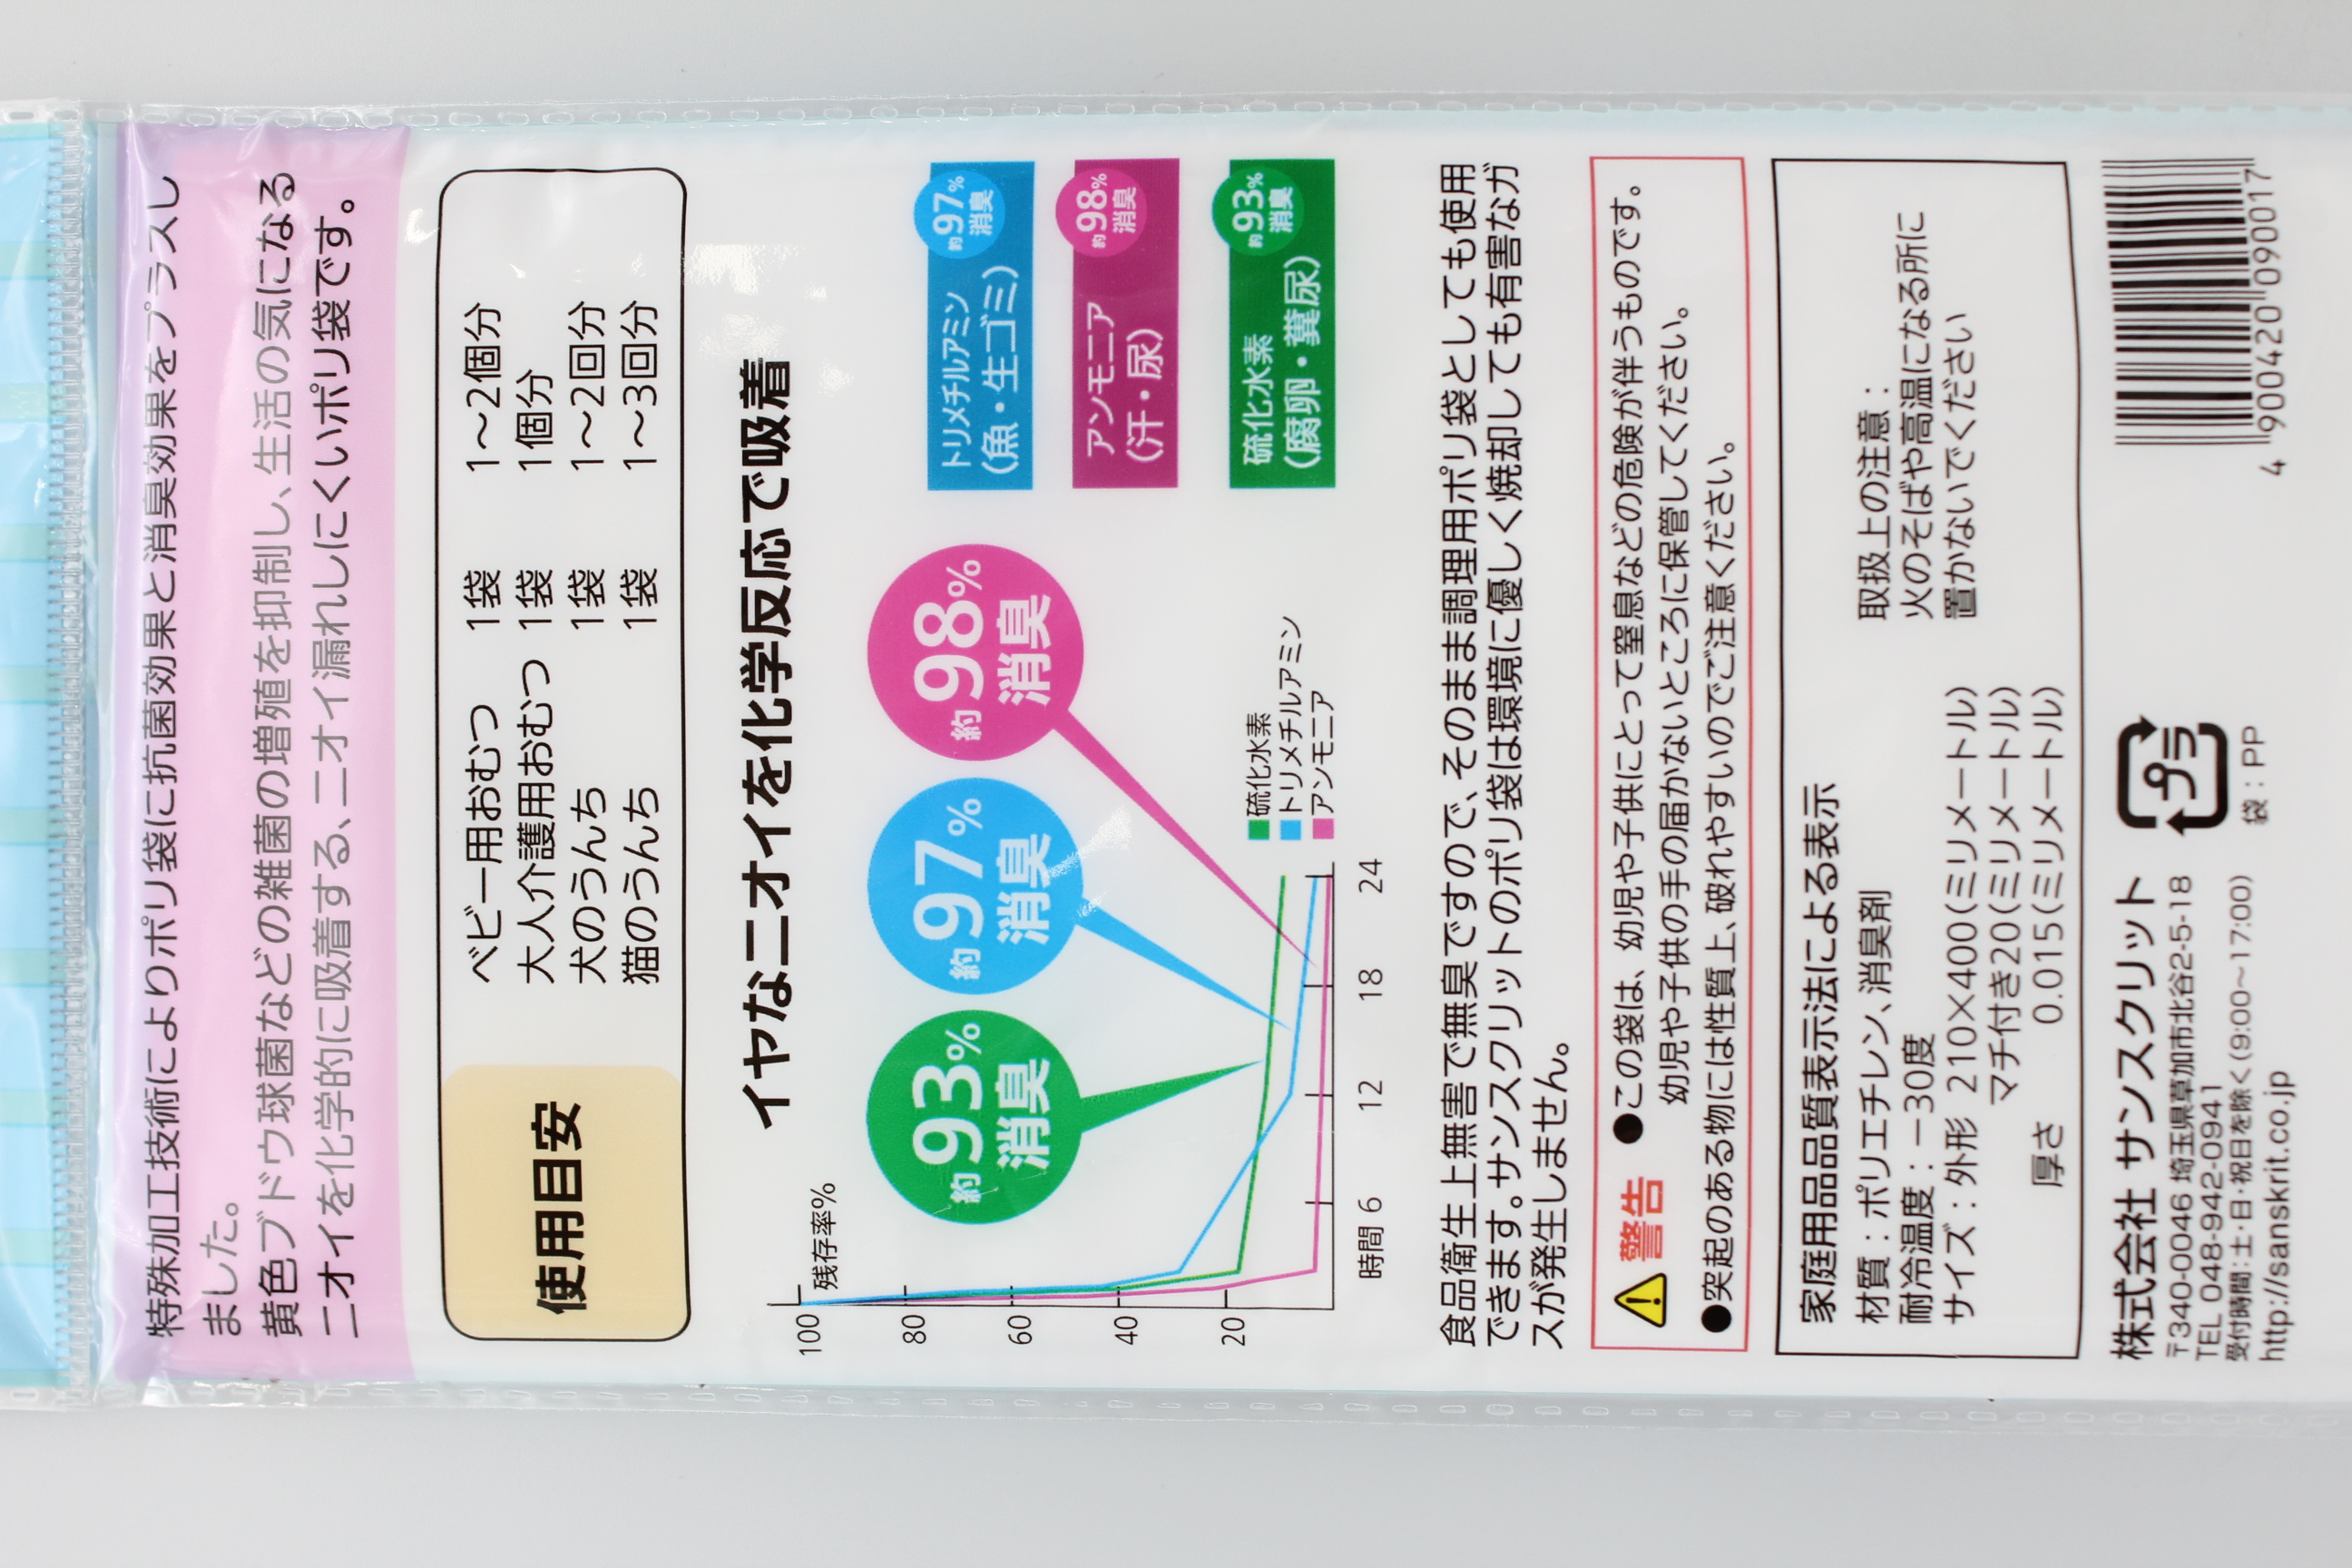 特殊加工技術によりポリ袋に抗菌効果と消臭効果をプラスし
ました。
黄色ブドウ球菌などの雑菌の増殖を抑制し、生活の気になる
ニオイを化学的に吸着する、ニオイ漏れしにくいポリ袋です。
使用目安
ベビー用おむつ 1袋 1〜2個分
大人介護用おむつ 1袋 1個分
犬のうんち 1袋 1〜2回分
猫のうんち 1袋 1〜3回分
イヤなニオイを化学反応で吸着
残存率%
100
80
60
40
20
時間 6 12 18 24
約93%
消臭
約97%
消臭
約98%
消臭
■硫化水素
■トリメチルアミン
■アンモニア
トリメチルアミン
(魚・生ゴミ)
約97%
消臭
アンモニア
(汗・尿)
約98%
消臭
硫化水素
(腐卵・糞尿)
約93%
消臭
食品衛生上無害で無臭ですので、そのまま調理用ポリ袋としても使用
できます。サンスクリットのポリ袋は環境に優しく焼却しても有害なガ
スが発生しません。
警告 ●この袋は、幼児や子供にとって窒息などの危険が伴うものです。
幼児や子供の手の届かないところに保管してください。
●突起のある物には性質上、破れやすいのでご注意ください。
家庭用品品質表示法による表示
材質：ポリエチレン、消臭剤
耐冷温度：－30度
サイズ：外形 210×400(ミリメートル)
マチ付き20(ミリメートル)
厚さ 0.015(ミリメートル)
取扱上の注意：
火のそばや高温になる所に
置かないでください
株式会社 サンスクリット
〒340-0046 埼玉県草加市北谷2-5-18
TEL 048-942-0941
受付時間：土・日・祝日を除く(9:00〜17:00)
http://sanskrit.co.jp
プラ
袋：PP
4 900420 090017